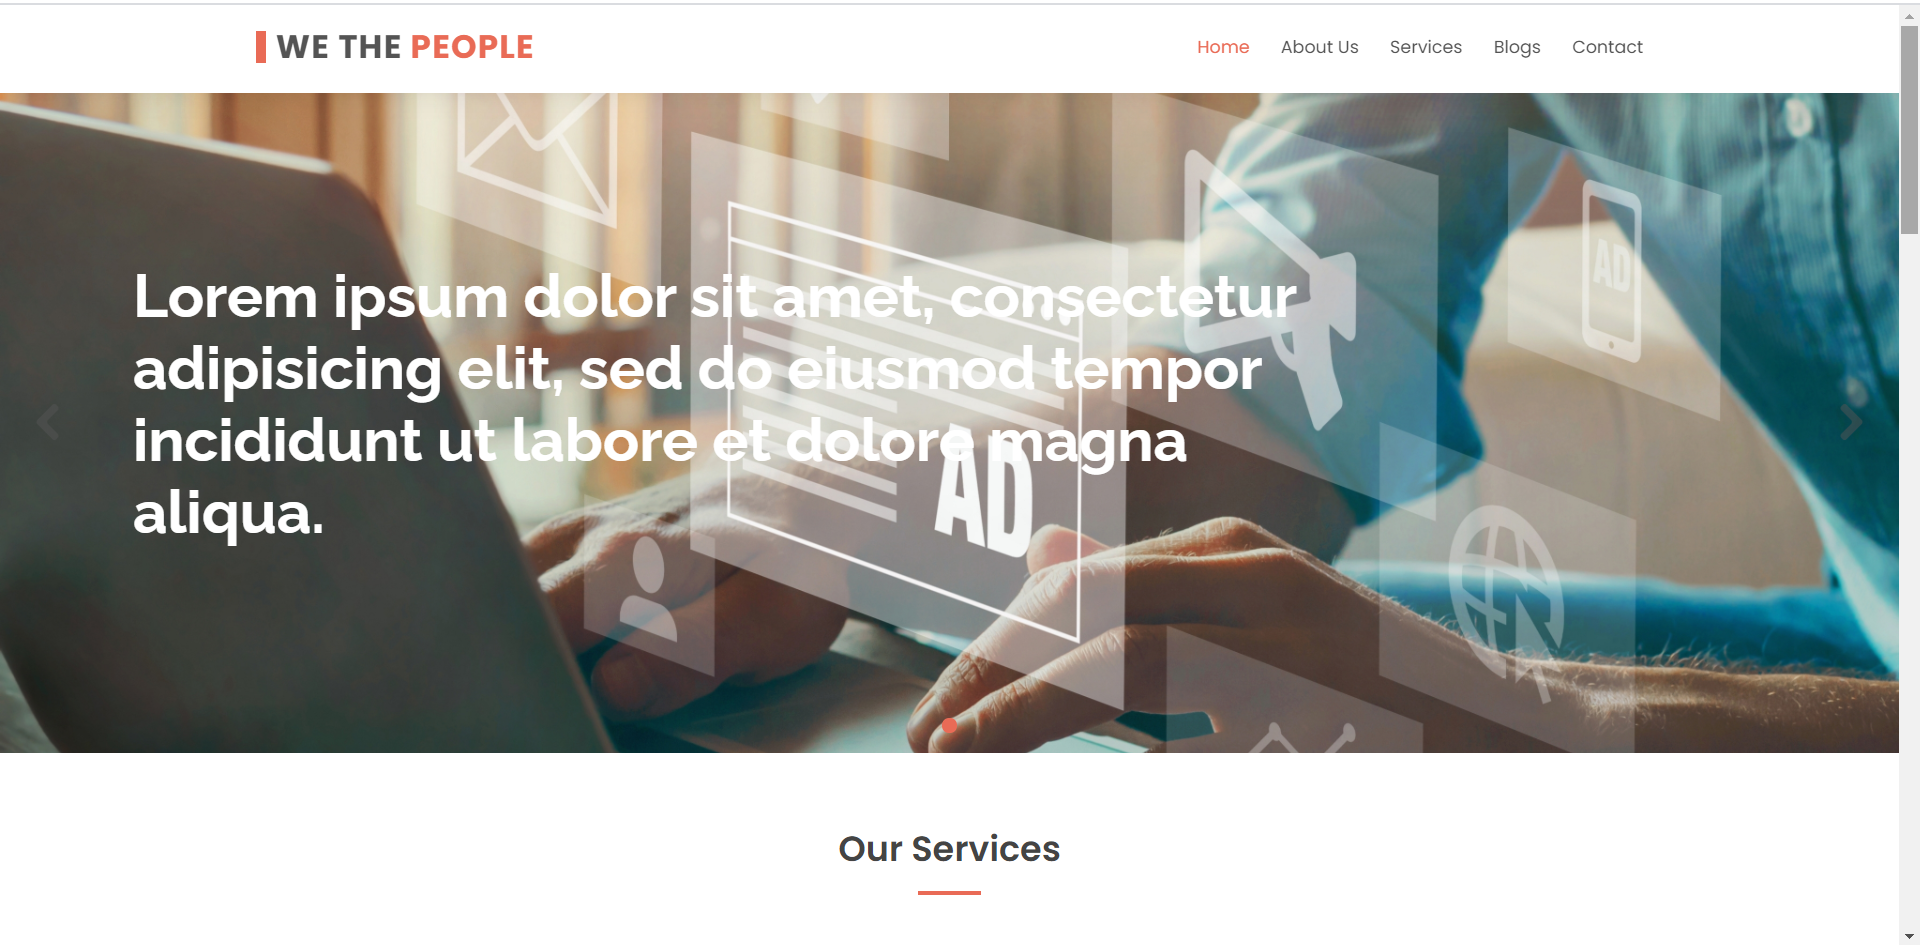 WE THE PEOPLE
Home About Us Services Blogs Contact
AD
Lorem ipsum dolor sit amet, consectetur
adipisicing elit, sed do eiusmod tempor
incididunt ut labore et dolore magna
aliqua.
AD
Our Services